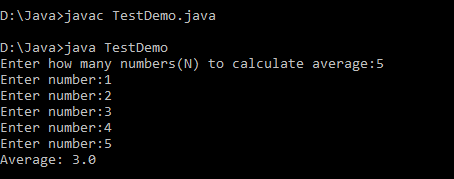 D:\Java>javac TestDemo.java
D:\Java>java TestDemo
Enter how many numbers(N) to calculate average:5
Enter number:1
Enter number:2
Enter number:3
Enter number:4
Enter number:5
Average: 3.0